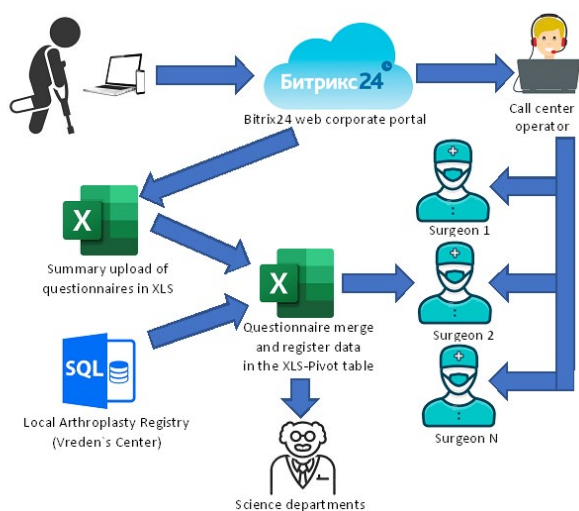 Битрикс24
Bitrix24 web corporate portal
Call center
operator
X
Summary upload of
questionnaires in XLS
Surgeon 1
X
Questionnaire merge
and register data
in the XLS-Pivot table
Surgeon 2
SQL
Local Arthroplasty Registry
(Vreden`s Center)
Surgeon N
Science departments